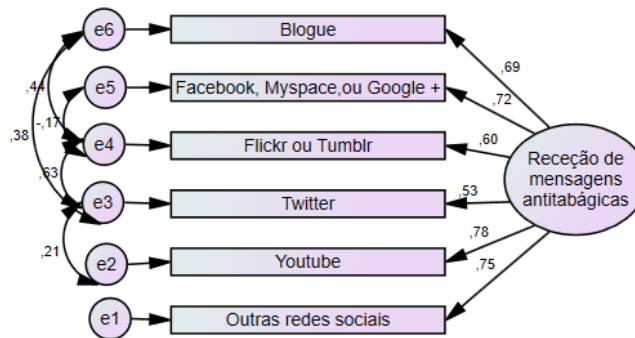 e6
Blogue
,69
,44
e5
Facebook, Myspace,ou Google +
,72
-,17
,38
e4
Flickr ou Tumblr
,60
Receção de
mensagens
antitabágicas
,63
e3
Twitter
,53
,21
e2
Youtube
,78
,75
e1
Outras redes sociais